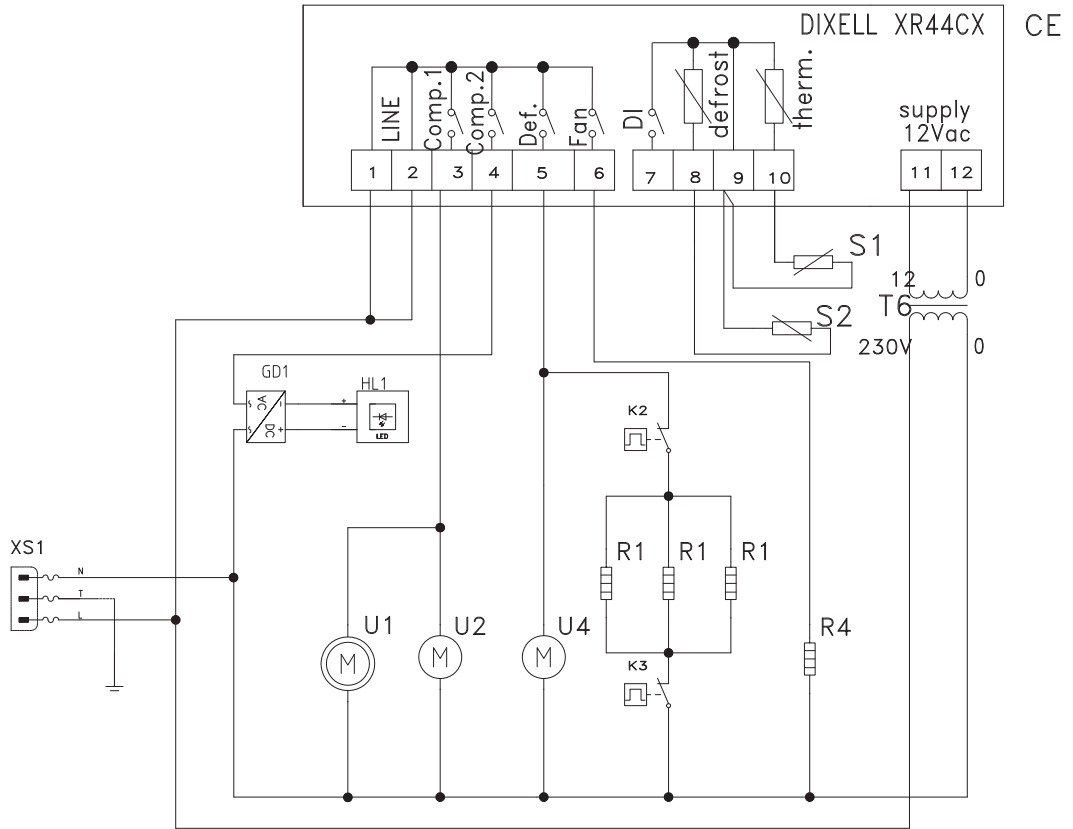 DIXELL XR44CX CE
LINE
Comp.1
Comp.2
Def.
Fan
DI
defrost
therm.
supply
12Vac
1 2 3 4 5 6 7 8 9 10 11 12
S1
12 0
T6
S2
230V 0
GD1
AC
DC
- +
HL1
+
-
LED
K2
XS1
N
T
L
R1 R1 R1
U1 U2 U4 R4
M M M
K3